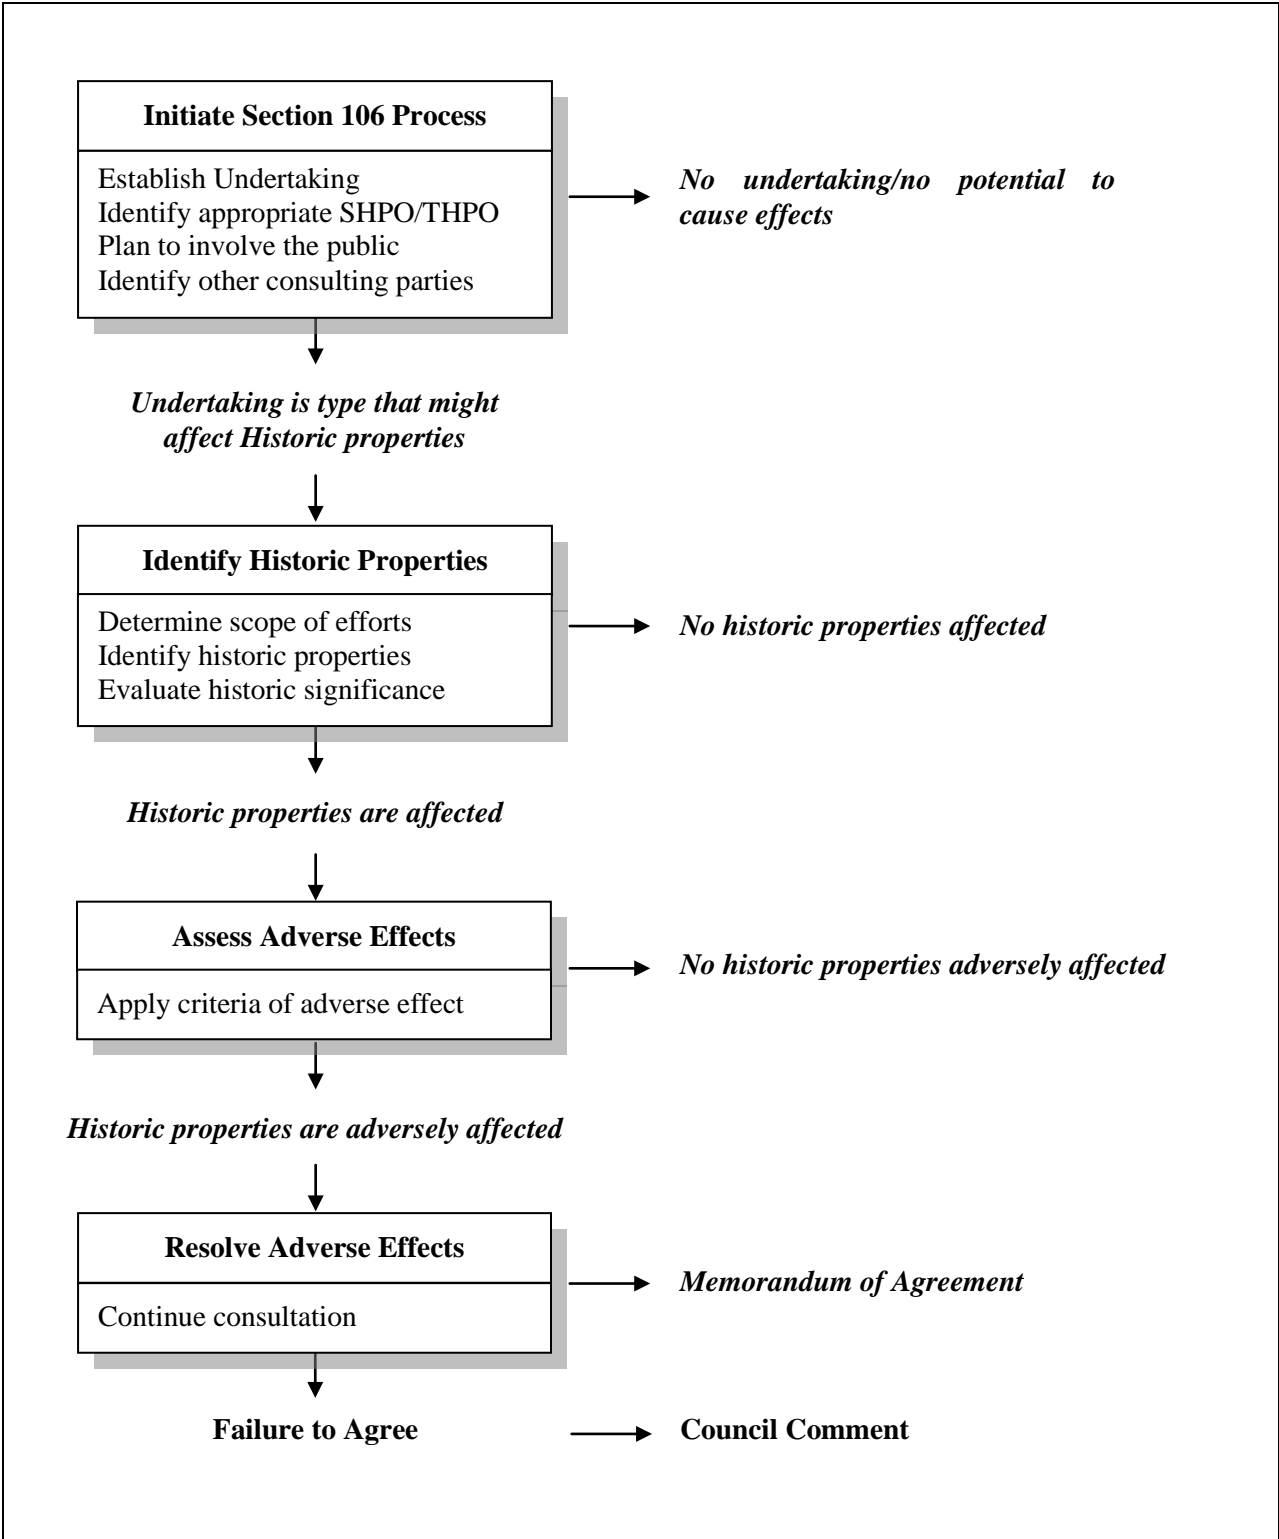 Initiate Section 106 Process
Establish Undertaking
Identify appropriate SHPO/THPO
Plan to involve the public
Identify other consulting parties
No undertaking/no potential to
cause effects
Undertaking is type that might
affect Historic properties
Identify Historic Properties
Determine scope of efforts
Identify historic properties
Evaluate historic significance
No historic properties affected
Historic properties are affected
Assess Adverse Effects
Apply criteria of adverse effect
No historic properties adversely affected
Historic properties are adversely affected
Resolve Adverse Effects
Continue consultation
Memorandum of Agreement
Failure to Agree
Council Comment